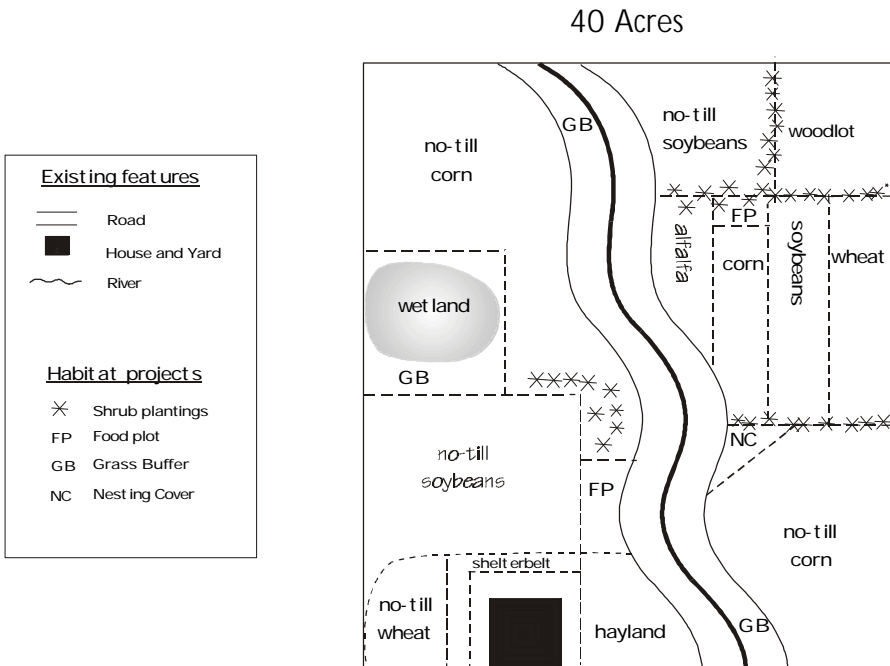 40 Acres
Existing features
Road
House and Yard
River
Habitat projects
Shrub plantings
FP Food plot
GB Grass Buffer
NC Nesting Cover
no-till
corn
GB
no-till
soybeans
woodlot
FP
alfalfa
corn
soybeans
wheat
wetland
GB
NC
no-till
soybeans
FP
no-till
corn
shelterbelt
no-till
wheat
hayland
GB